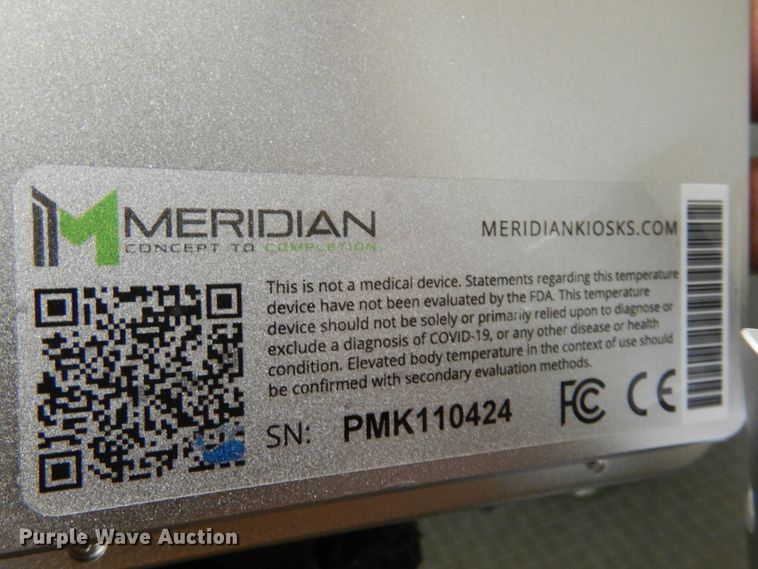 MERIDIAN
CONCEPT TO COMPLETION
MERIDIANKIOSKS.COM
This is not a medical device. Statements regarding this temperature
device have not been evaluated by the FDA. This temperature
device should not be solely or primarily relied upon to diagnose or
exclude a diagnosis of COVID-19, or any other disease or health
condition. Elevated body temperature in the context of use should
be confirmed with secondary evaluation methods.
SN: PMK110424
FC CE
Purple Wave Auction